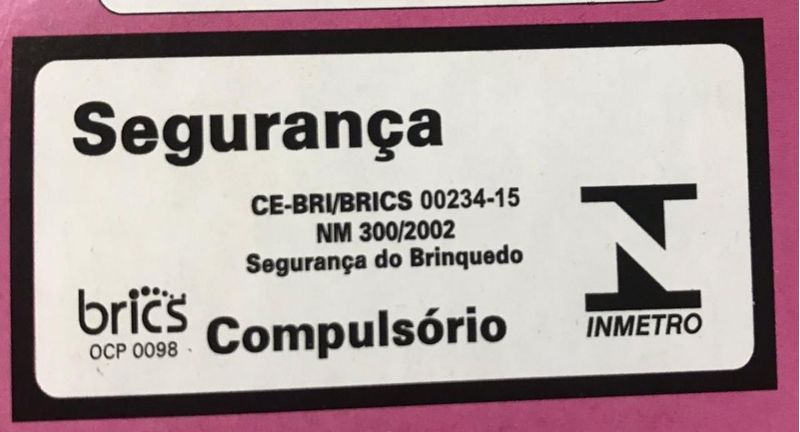 Segurança
CE-BRI/BRICS 00234-15
NM 300/2002
Segurança do Brinquedo
brics
OCP 0098
Compulsório
INMETRO